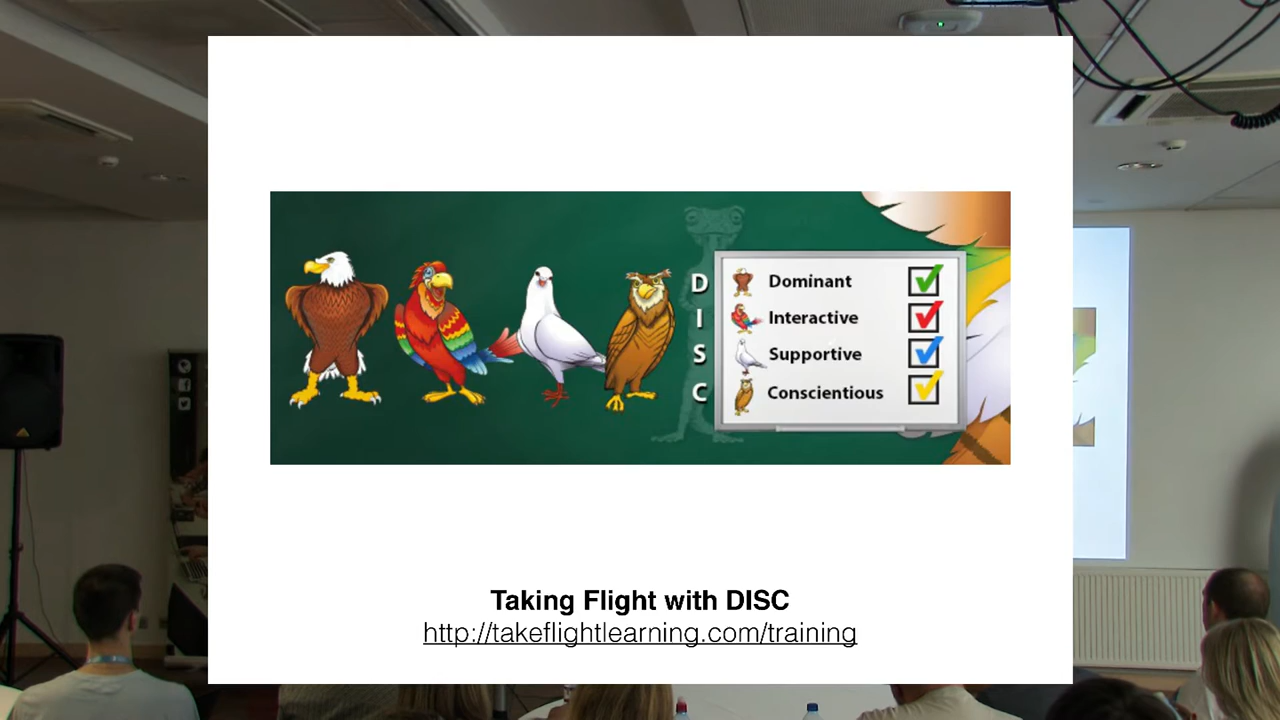 D
I
S
C
Dominant
Interactive
Supportive
Conscientious
Taking Flight with DISC
http://takeflightlearning.com/training